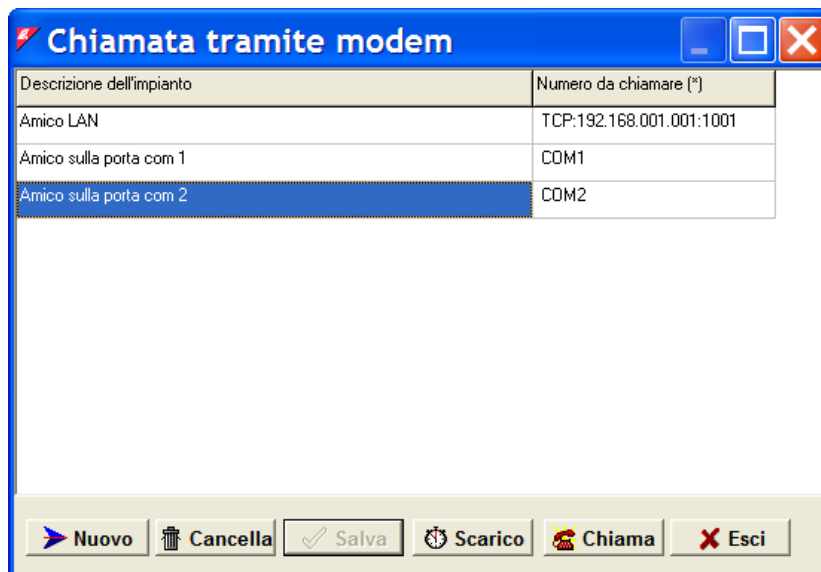 Chiamata tramite modem
Descrizione dell'impianto Numero da chiamare (*)
Amico LAN TCP:192.168.001.001:1001
Amico sulla porta com 1 COM1
Amico sulla porta com 2 COM2
Nuovo Cancella Salva Scarico Chiama Esci